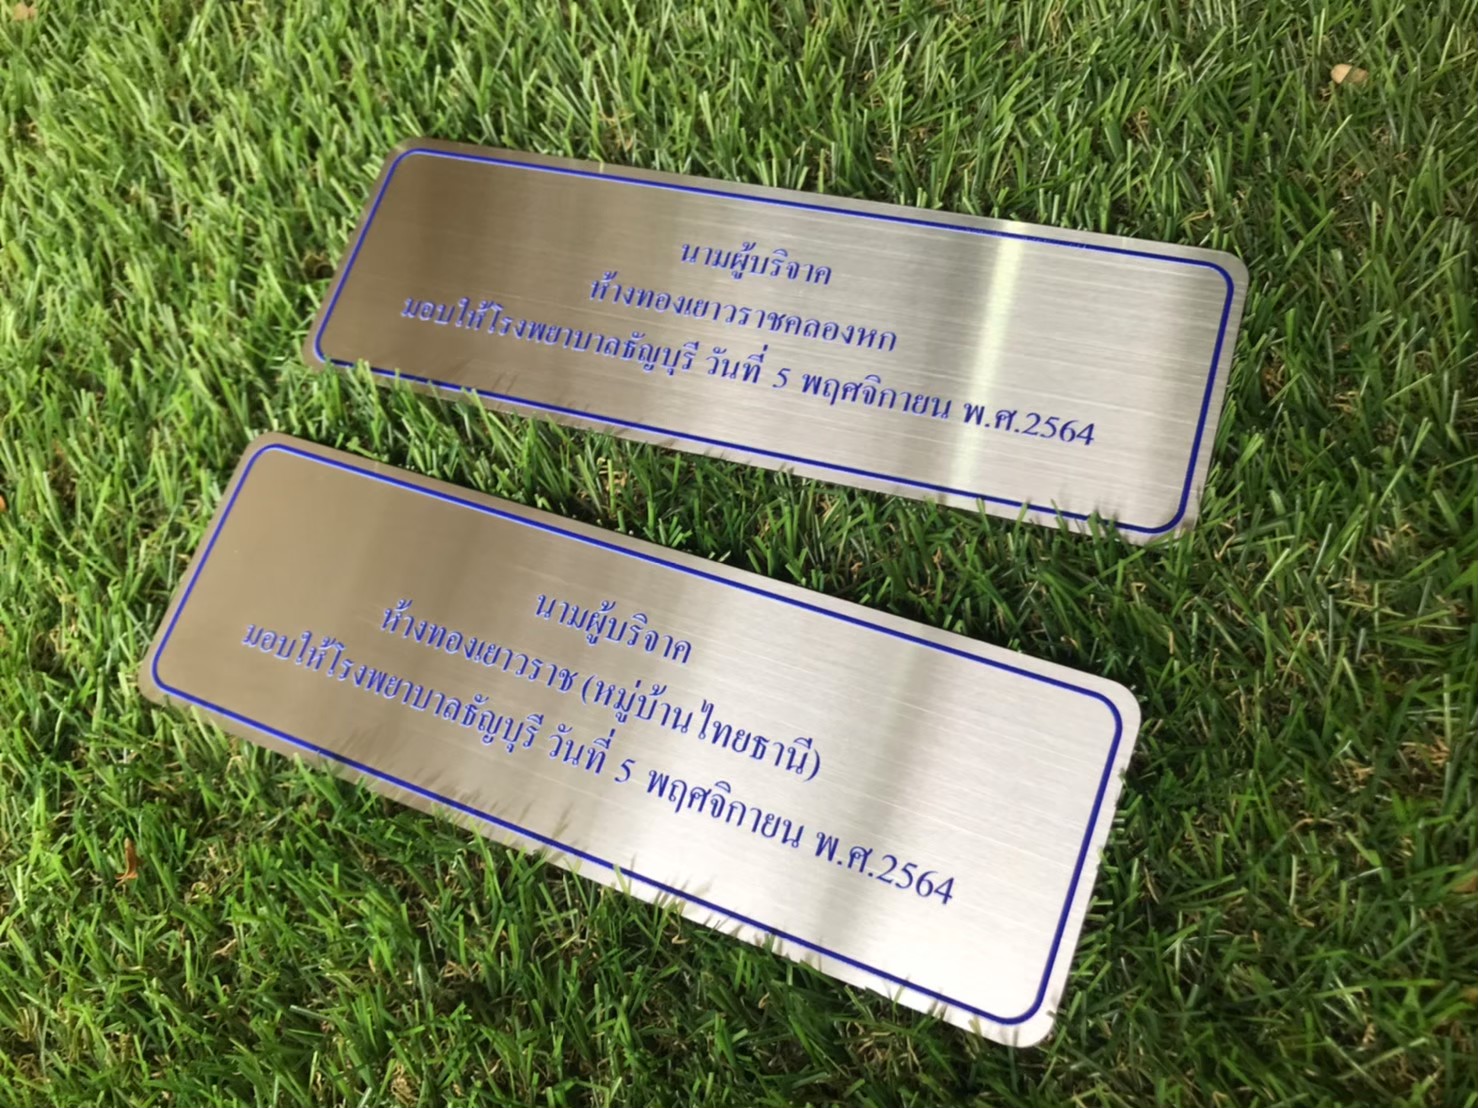 นามผู้บริจาค
ห้างทองเยาวราชคลองหก
มอบให้โรงพยาบาลธัญบุรี วันที่ 5 พฤศจิกายน พ.ศ.2564
นามผู้บริจาค
ห้างทองเยาวราช (หมู่บ้านไทยธานี)
มอบให้โรงพยาบาลธัญบุรี วันที่ 5 พฤศจิกายน พ.ศ.2564